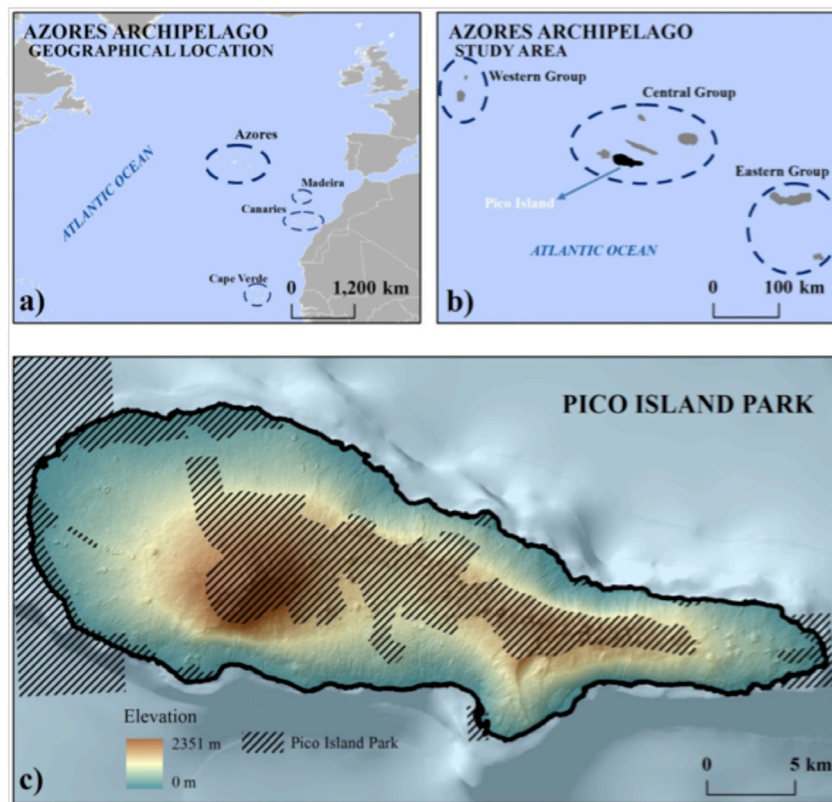 AZORES ARCHIPELAGO
GEOGRAPHICAL LOCATION
Azores
Madeira
Canaries
ATLANTIC OCEAN
Cape Verde
0 1,200 km
a)
AZORES ARCHIPELAGO
STUDY AREA
Western Group
Central Group
Eastern Group
Pico Island
ATLANTIC OCEAN
0 100 km
b)
PICO ISLAND PARK
Elevation
2351 m
0 m
Pico Island Park
0 5 km
c)